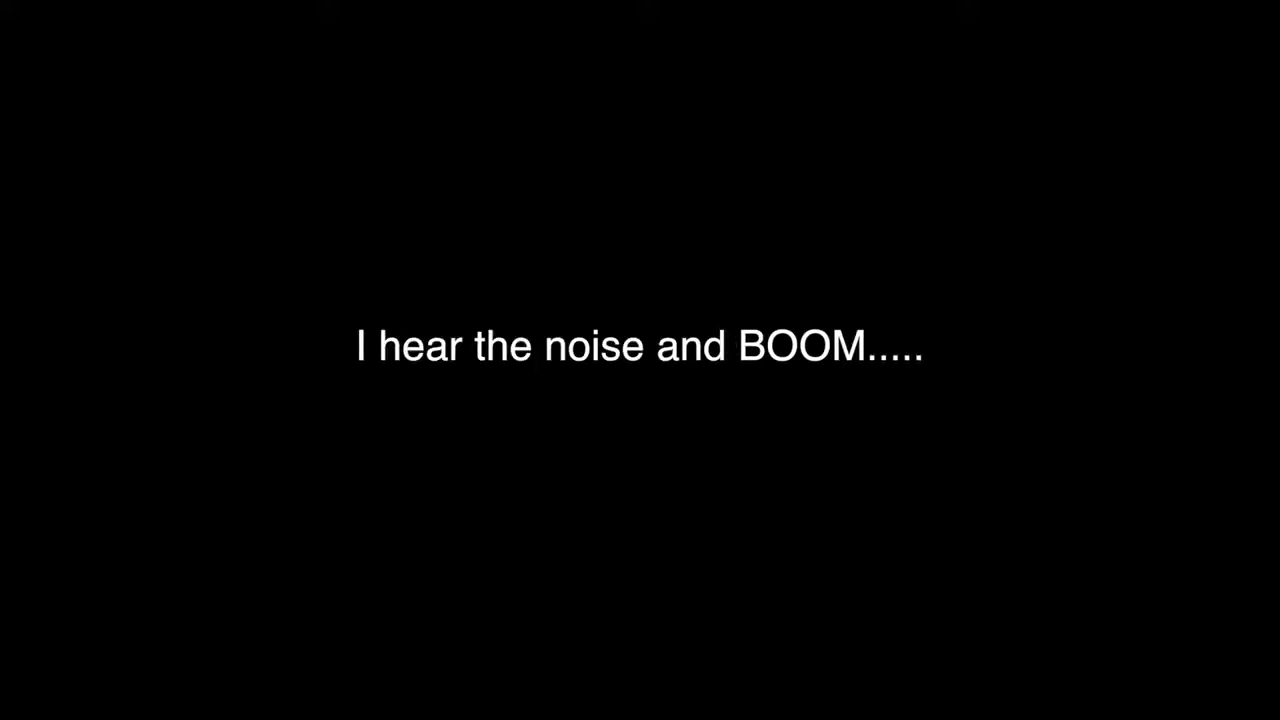 I hear the noise and BOOM.....